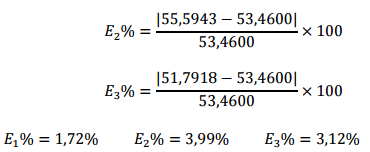 E₂% = |55,5943 − 53,4600| / 53,4600 × 100
E₃% = |51,7918 − 53,4600| / 53,4600 × 100
E₁% = 1,72% E₂% = 3,99% E₃% = 3,12%